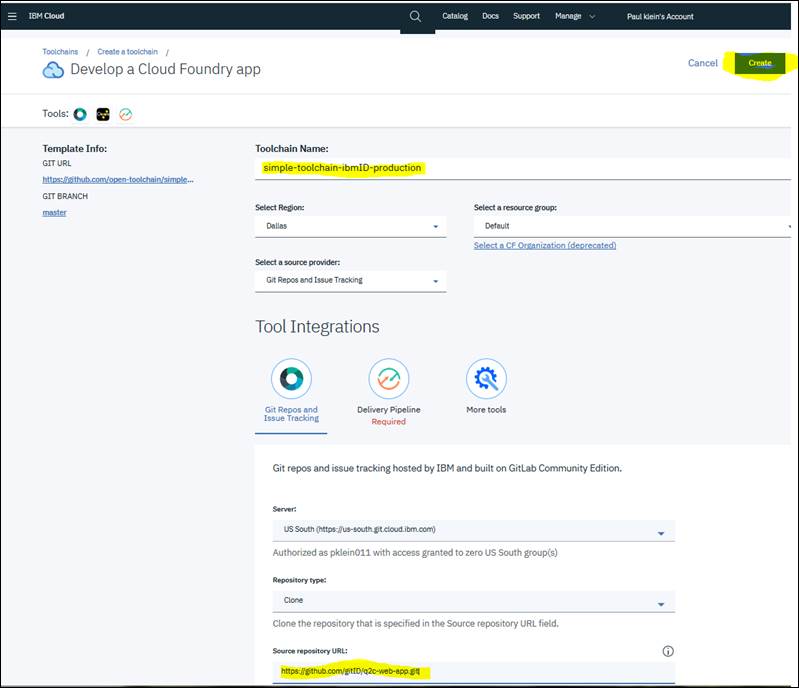 IBM Cloud Catalog Docs Support Manage Paul klein's Account
Toolchains / Create a toolchain /
Develop a Cloud Foundry app
Cancel Create
Tools:
Template Info:
GIT URL
https://github.com/open-toolchain/simple...
GIT BRANCH
master
Toolchain Name:
simple-toolchain-ibmID-production
Select Region:
Dallas
Select a resource group:
Default
Select a CF Organization (deprecated)
Select a source provider:
Git Repos and Issue Tracking
Tool Integrations
Git Repos and
Issue Tracking
Delivery Pipeline
Required
More tools
Git repos and issue tracking hosted by IBM and built on GitLab Community Edition.
Server:
US South (https://us-south.git.cloud.ibm.com)
Authorized as pklein011 with access granted to zero US South group(s)
Repository type:
Clone
Clone the repository that is specified in the Source repository URL field.
Source repository URL:
https://github.com/gitID/q2c-web-app.git